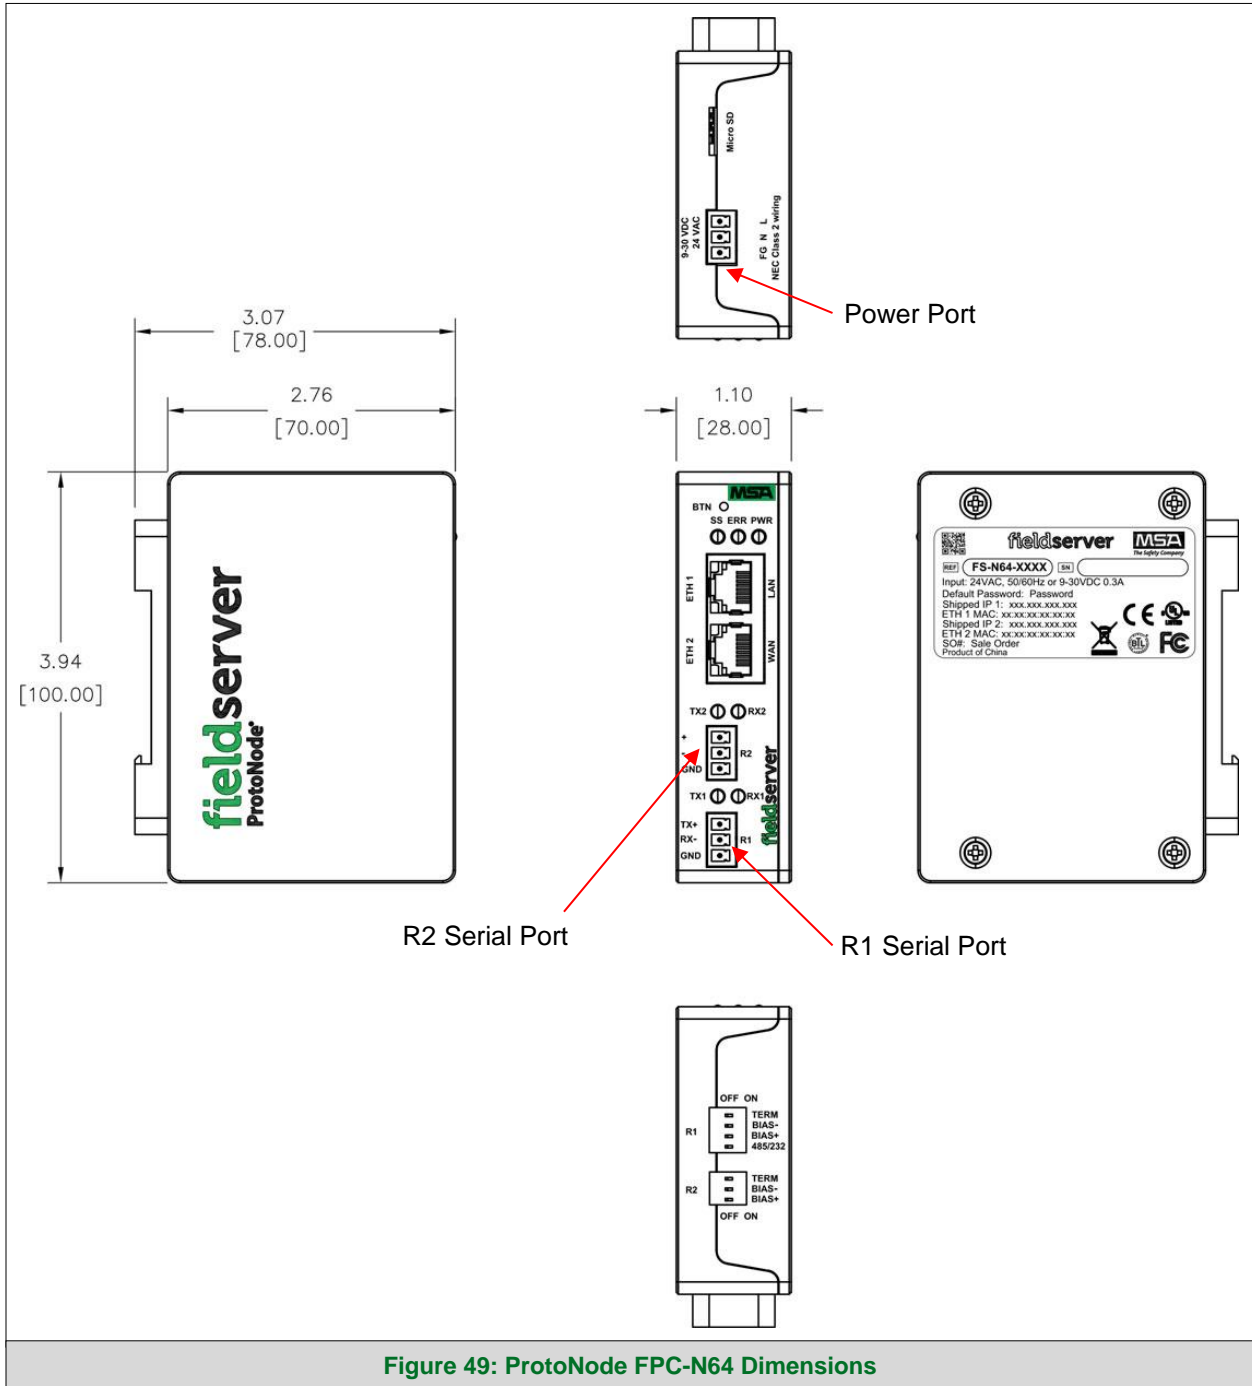 Micro SD
9-30 VDC
24 VAC
FG N L
NEC Class 2 wiring
Power Port
3.07
[78.00]
2.76
[70.00]
1.10
[28.00]
3.94
[100.00]
fieldserver
ProtoNode®
MSA
BTN
SS ERR PWR
ETH 1
LAN
ETH 2
WAN
TX2
RX2
+
-
GND
R2
TX1
RX1
TX+
RX-
GND
R1
fieldserver
R2 Serial Port
R1 Serial Port
fieldserver
MSA
The Safety Company
REF FS-N64-XXXX SN
Input: 24VAC, 50/60Hz or 9-30VDC 0.3A
Default Password: Password
Shipped IP 1: xxx.xxx.xxx.xxx
ETH 1 MAC: xx:xx:xx:xx:xx:xx
Shipped IP 2: xxx.xxx.xxx.xxx
ETH 2 MAC: xx:xx:xx:xx:xx:xx
SO#: Sale Order
Product of China
CE
UL
LISTED
BTL
FC
OFF ON
R1
TERM
BIAS-
BIAS+
485/232
R2
TERM
BIAS-
BIAS+
OFF ON
Figure 49: ProtoNode FPC-N64 Dimensions